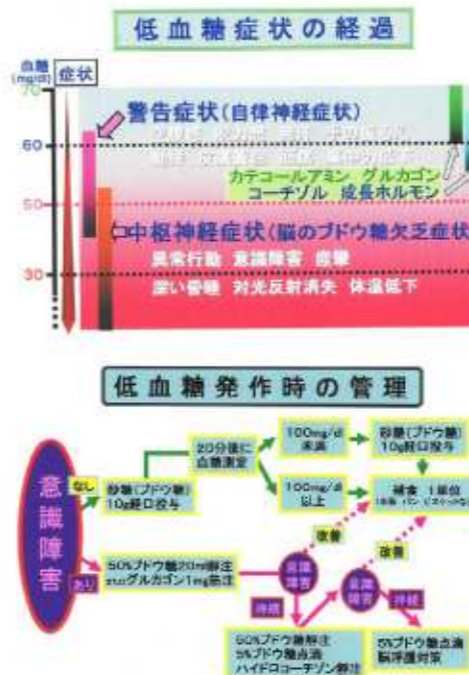 低血糖症状の経過
血糖
(mg/dl)
症状
70
60
50
30
警告症状(自律神経症状)
カテコールアミン グルカゴン
コーチゾル 成長ホルモン
中枢神経症状(脳のブドウ糖欠乏症状
異常行動 意識障害 痙攣
深い昏睡 対光反射消失 体温低下
低血糖発作時の管理
意識障害
なし
砂糖(ブドウ糖)
10g経口投与
20分後に
血糖測定
100mg/dl
未満
砂糖(ブドウ糖)
10g経口投与
100mg/dl
以上
補食 1単位
あり
50%ブドウ糖20ml静注
グルカゴン1mg筋注
意識
障害
改善
持続
50%ブドウ糖静注
5%ブドウ糖点滴
ハイドロコーチゾン静注
意識
障害
改善
持続
5%ブドウ糖点滴
脳浮腫対策